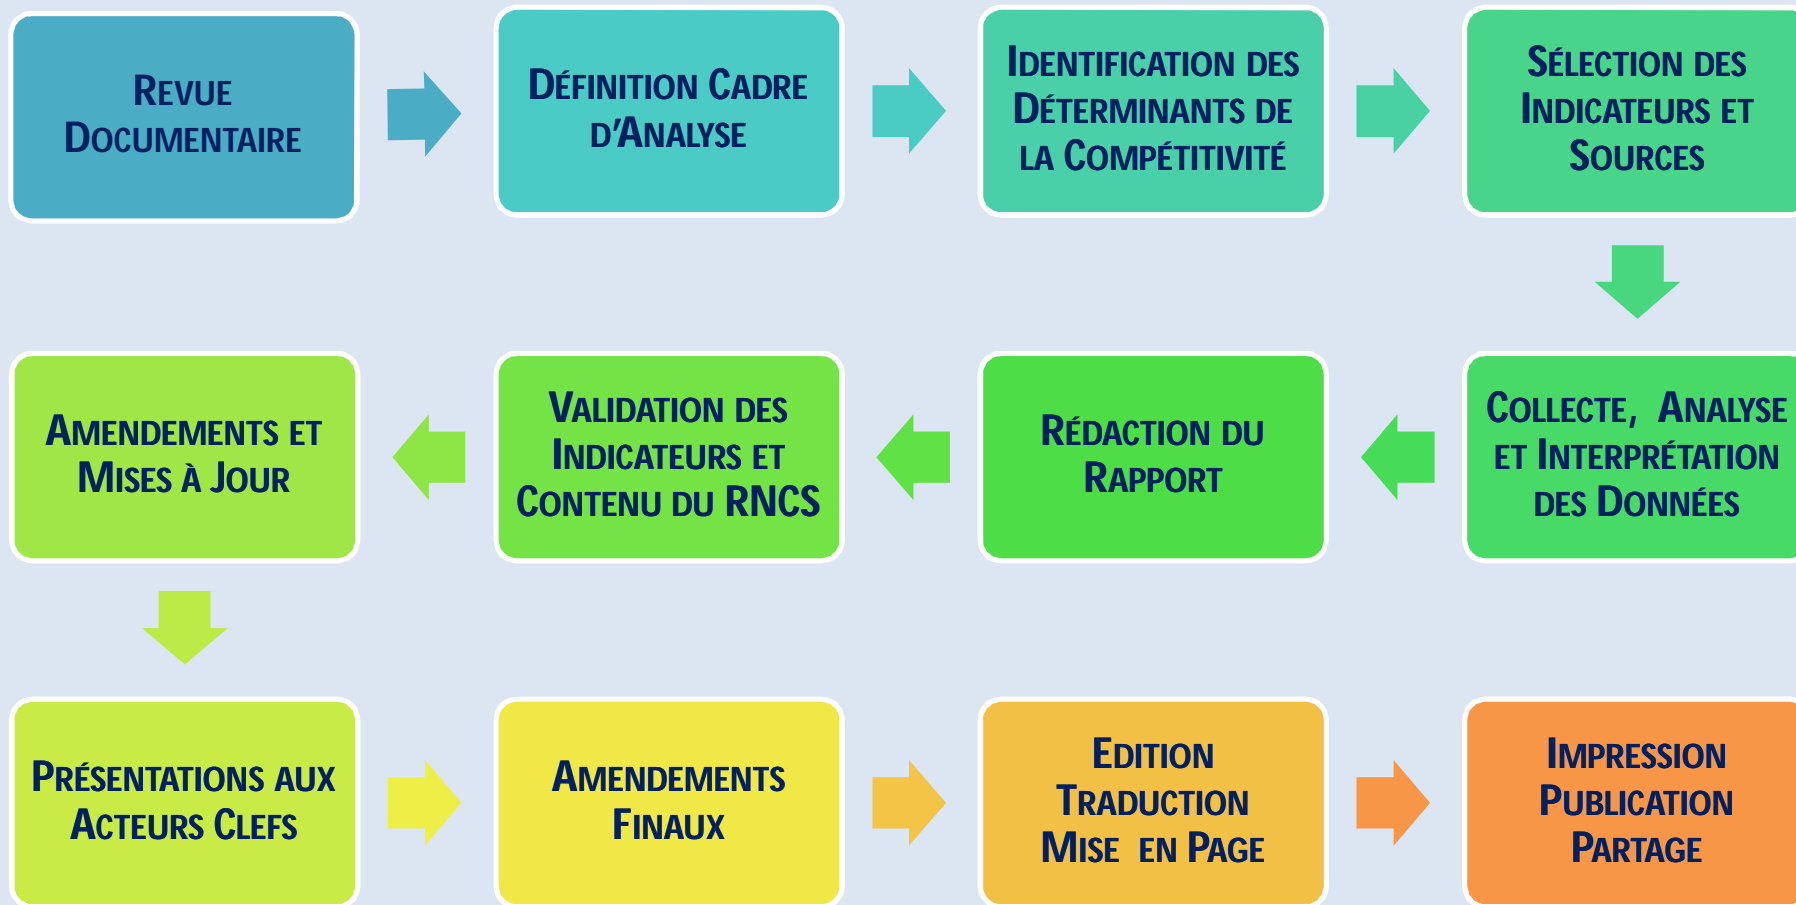 REVUE
DOCUMENTAIRE
DÉFINITION CADRE
D'ANALYSE
IDENTIFICATION DES
DÉTERMINANTS DE
LA COMPÉTITIVITÉ
SÉLECTION DES
INDICATEURS ET
SOURCES
COLLECTE, ANALYSE
ET INTERPRÉTATION
DES DONNÉES
RÉDACTION DU
RAPPORT
VALIDATION DES
INDICATEURS ET
CONTENU DU RNCS
AMENDEMENTS ET
MISES À JOUR
PRÉSENTATIONS AUX
ACTEURS CLEFS
AMENDEMENTS
FINAUX
EDITION
TRADUCTION
MISE EN PAGE
IMPRESSION
PUBLICATION
PARTAGE